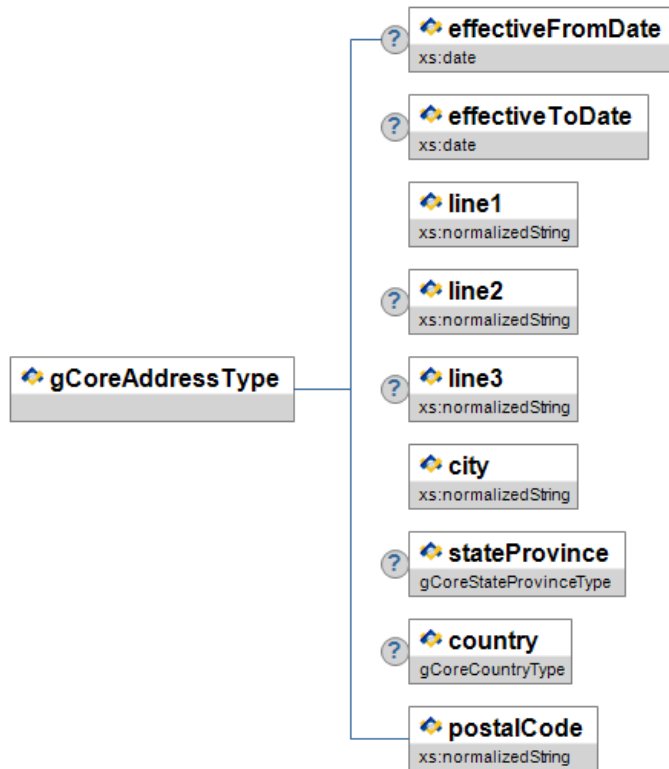 ? effectiveFromDate
xs:date
? effectiveToDate
xs:date
line1
xs:normalizedString
? line2
xs:normalizedString
gCoreAddressType
? line3
xs:normalizedString
city
xs:normalizedString
? stateProvince
gCoreStateProvinceType
? country
gCoreCountryType
postalCode
xs:normalizedString